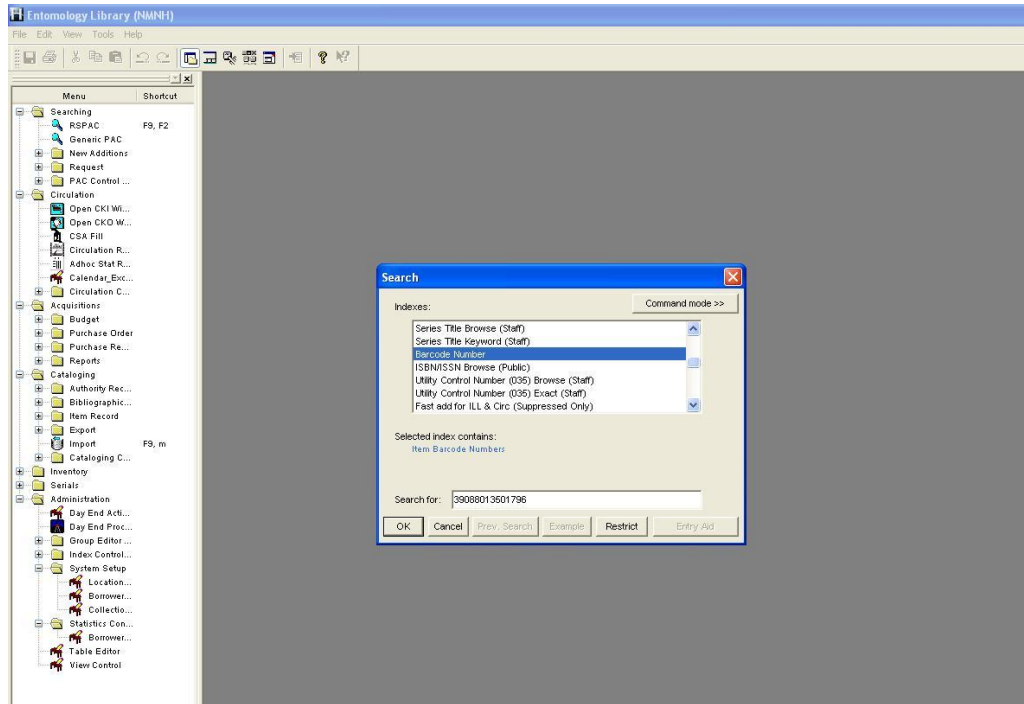 Entomology Library (NMNH)
File Edit View Tools Help
Menu Shortcut
Searching
RSPAC F9, F2
Generic PAC
New Additions
Request
PAC Control ...
Circulation
Open CKI Wi...
Open CKO W...
CSA Fill
Circulation R...
Adhoc Stat R...
Calendar_Exc...
Circulation C...
Acquisitions
Budget
Purchase Order
Purchase Re...
Reports
Cataloging
Authority Rec...
Bibliographic...
Item Record
Export
Import F9, m
Cataloging C...
Inventory
Serials
Administration
Day End Acti...
Day End Proc...
Group Editor ...
Index Control...
System Setup
Location...
Borrower...
Collectio...
Statistics Con...
Borrower...
Table Editor
View Control
Search
Indexes:
Command mode >>
Series Title Browse (Staff)
Series Title Keyword (Staff)
Barcode Number
ISBN/ISSN Browse (Public)
Utility Control Number (035) Browse (Staff)
Utility Control Number (035) Exact (Staff)
Fast add for ILL & Circ (Suppressed Only)
Selected index contains:
Item Barcode Numbers
Search for: 39088013501796
OK Cancel Prev. Search Example Restrict Entry Aid